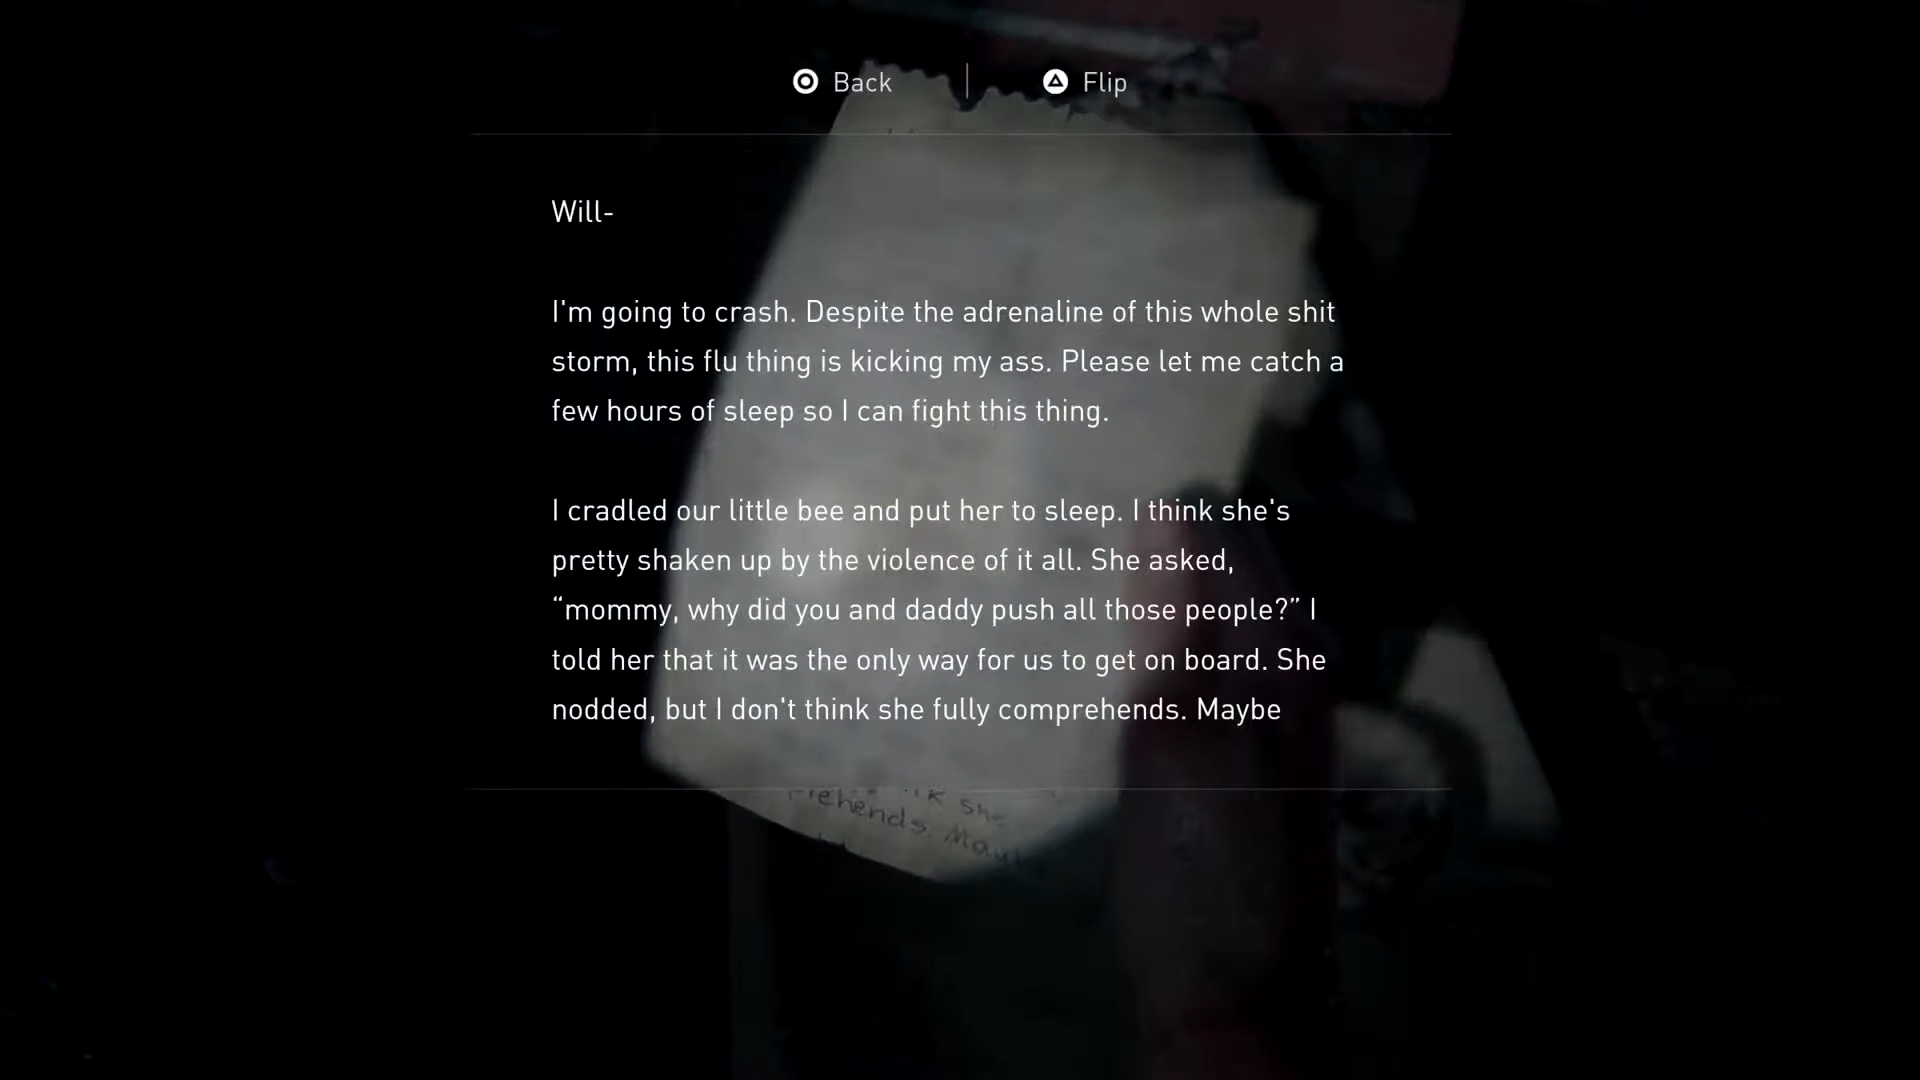 Back | Flip
Will-
I'm going to crash. Despite the adrenaline of this whole shit
storm, this flu thing is kicking my ass. Please let me catch a
few hours of sleep so I can fight this thing.
I cradled our little bee and put her to sleep. I think she's
pretty shaken up by the violence of it all. She asked,
“mommy, why did you and daddy push all those people?” I
told her that it was the only way for us to get on board. She
nodded, but I don't think she fully comprehends. Maybe
she
rehends. May